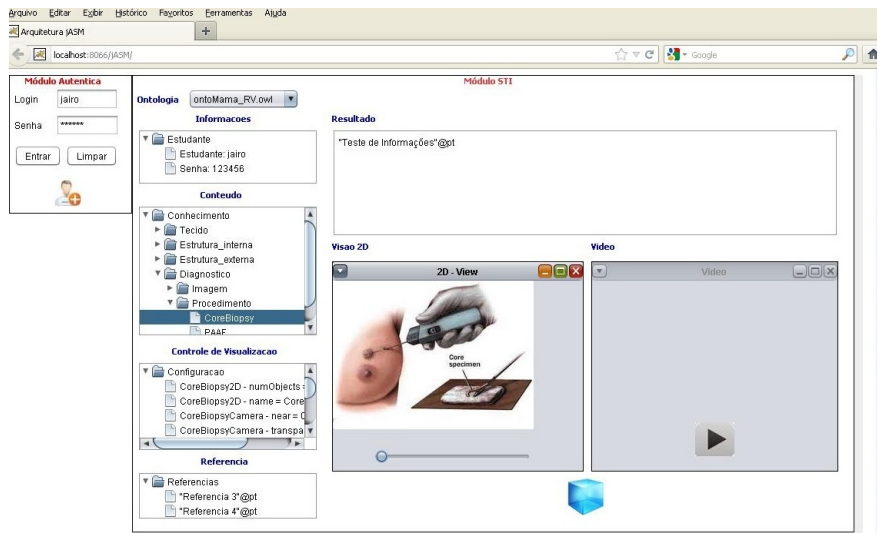 Arquivo Editar Exibir Histórico Favoritos Ferramentas Ajuda
Arquitetura jASM
localhost:8066/jASM/
Google
Módulo Autentica
Login jairo
Senha ******
Entrar Limpar
Módulo STI
Ontologia ontoMama_RV.owl
Informacoes
Estudante
Estudante: jairo
Senha: 123456
Conteudo
Conhecimento
Tecido
Estrutura_interna
Estrutura_externa
Diagnostico
Imagem
Procedimento
CoreBiopsy
PAAF
Controle de Visualizacao
Configuracao
CoreBiopsy2D - numObjects =
CoreBiopsy2D - name = Core
CoreBiopsyCamera - near = 0
CoreBiopsyCamera - transpa
Referencia
Referencias
"Referencia 3"@pt
"Referencia 4"@pt
Resultado
"Teste de Informações"@pt
Visao 2D
2D - View
Core
specimen
Video
Video